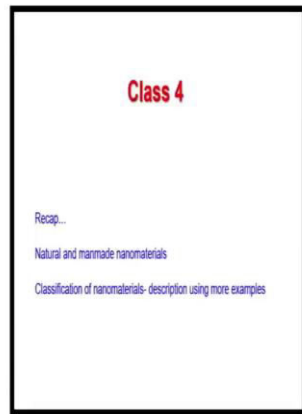 Class 4
Recap...
Natural and manmade nanomaterials
Classification of nanomaterials- description using more examples